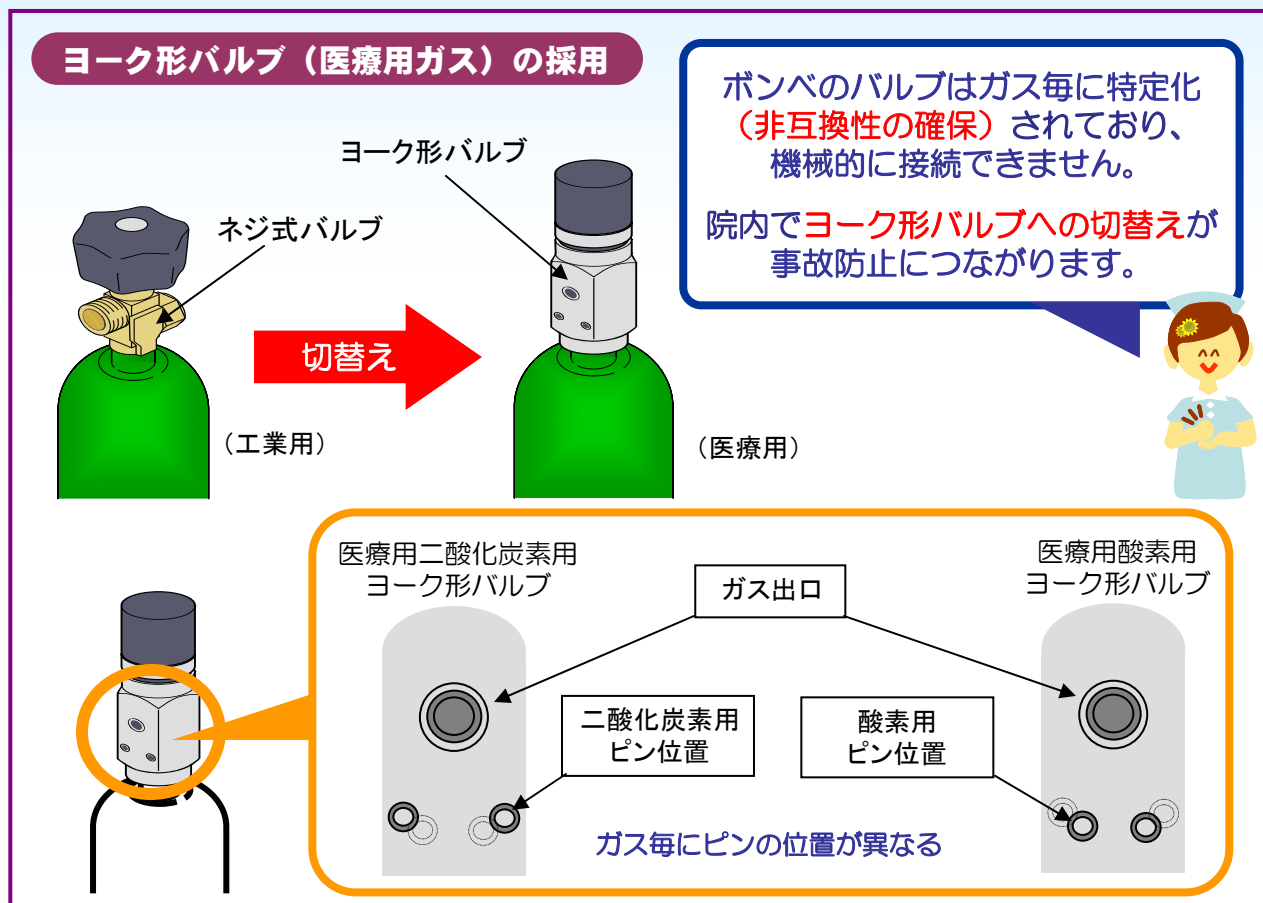 ヨーク形バルブ（医療用ガス）の採用
ボンベのバルブはガス毎に特定化
（非互換性の確保）されており、
機械的に接続できません。
院内でヨーク形バルブへの切替えが
事故防止につながります。
ヨーク形バルブ
ネジ式バルブ
切替え
（工業用）
（医療用）
医療用二酸化炭素用
ヨーク形バルブ
ガス出口
医療用酸素用
ヨーク形バルブ
二酸化炭素用
ピン位置
酸素用
ピン位置
ガス毎にピンの位置が異なる